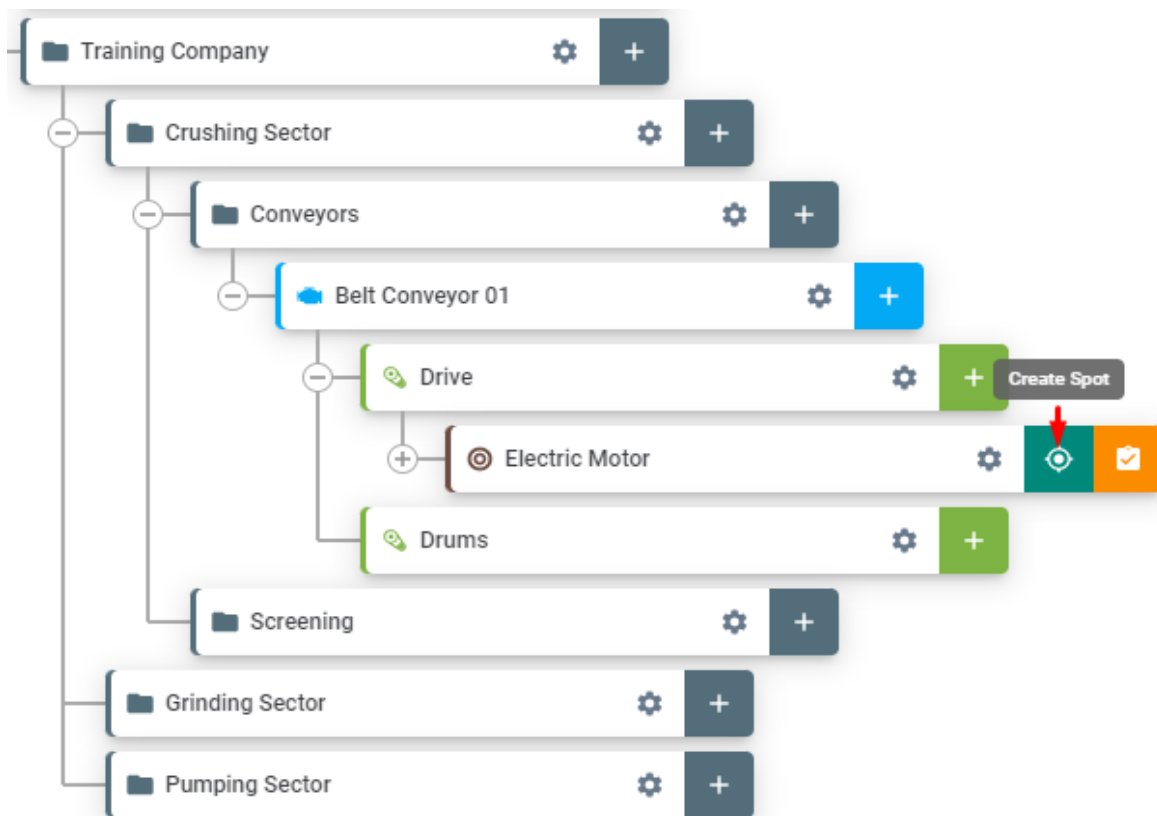 Training Company
Crushing Sector
Conveyors
Belt Conveyor 01
Drive
Create Spot
Electric Motor
Drums
Screening
Grinding Sector
Pumping Sector